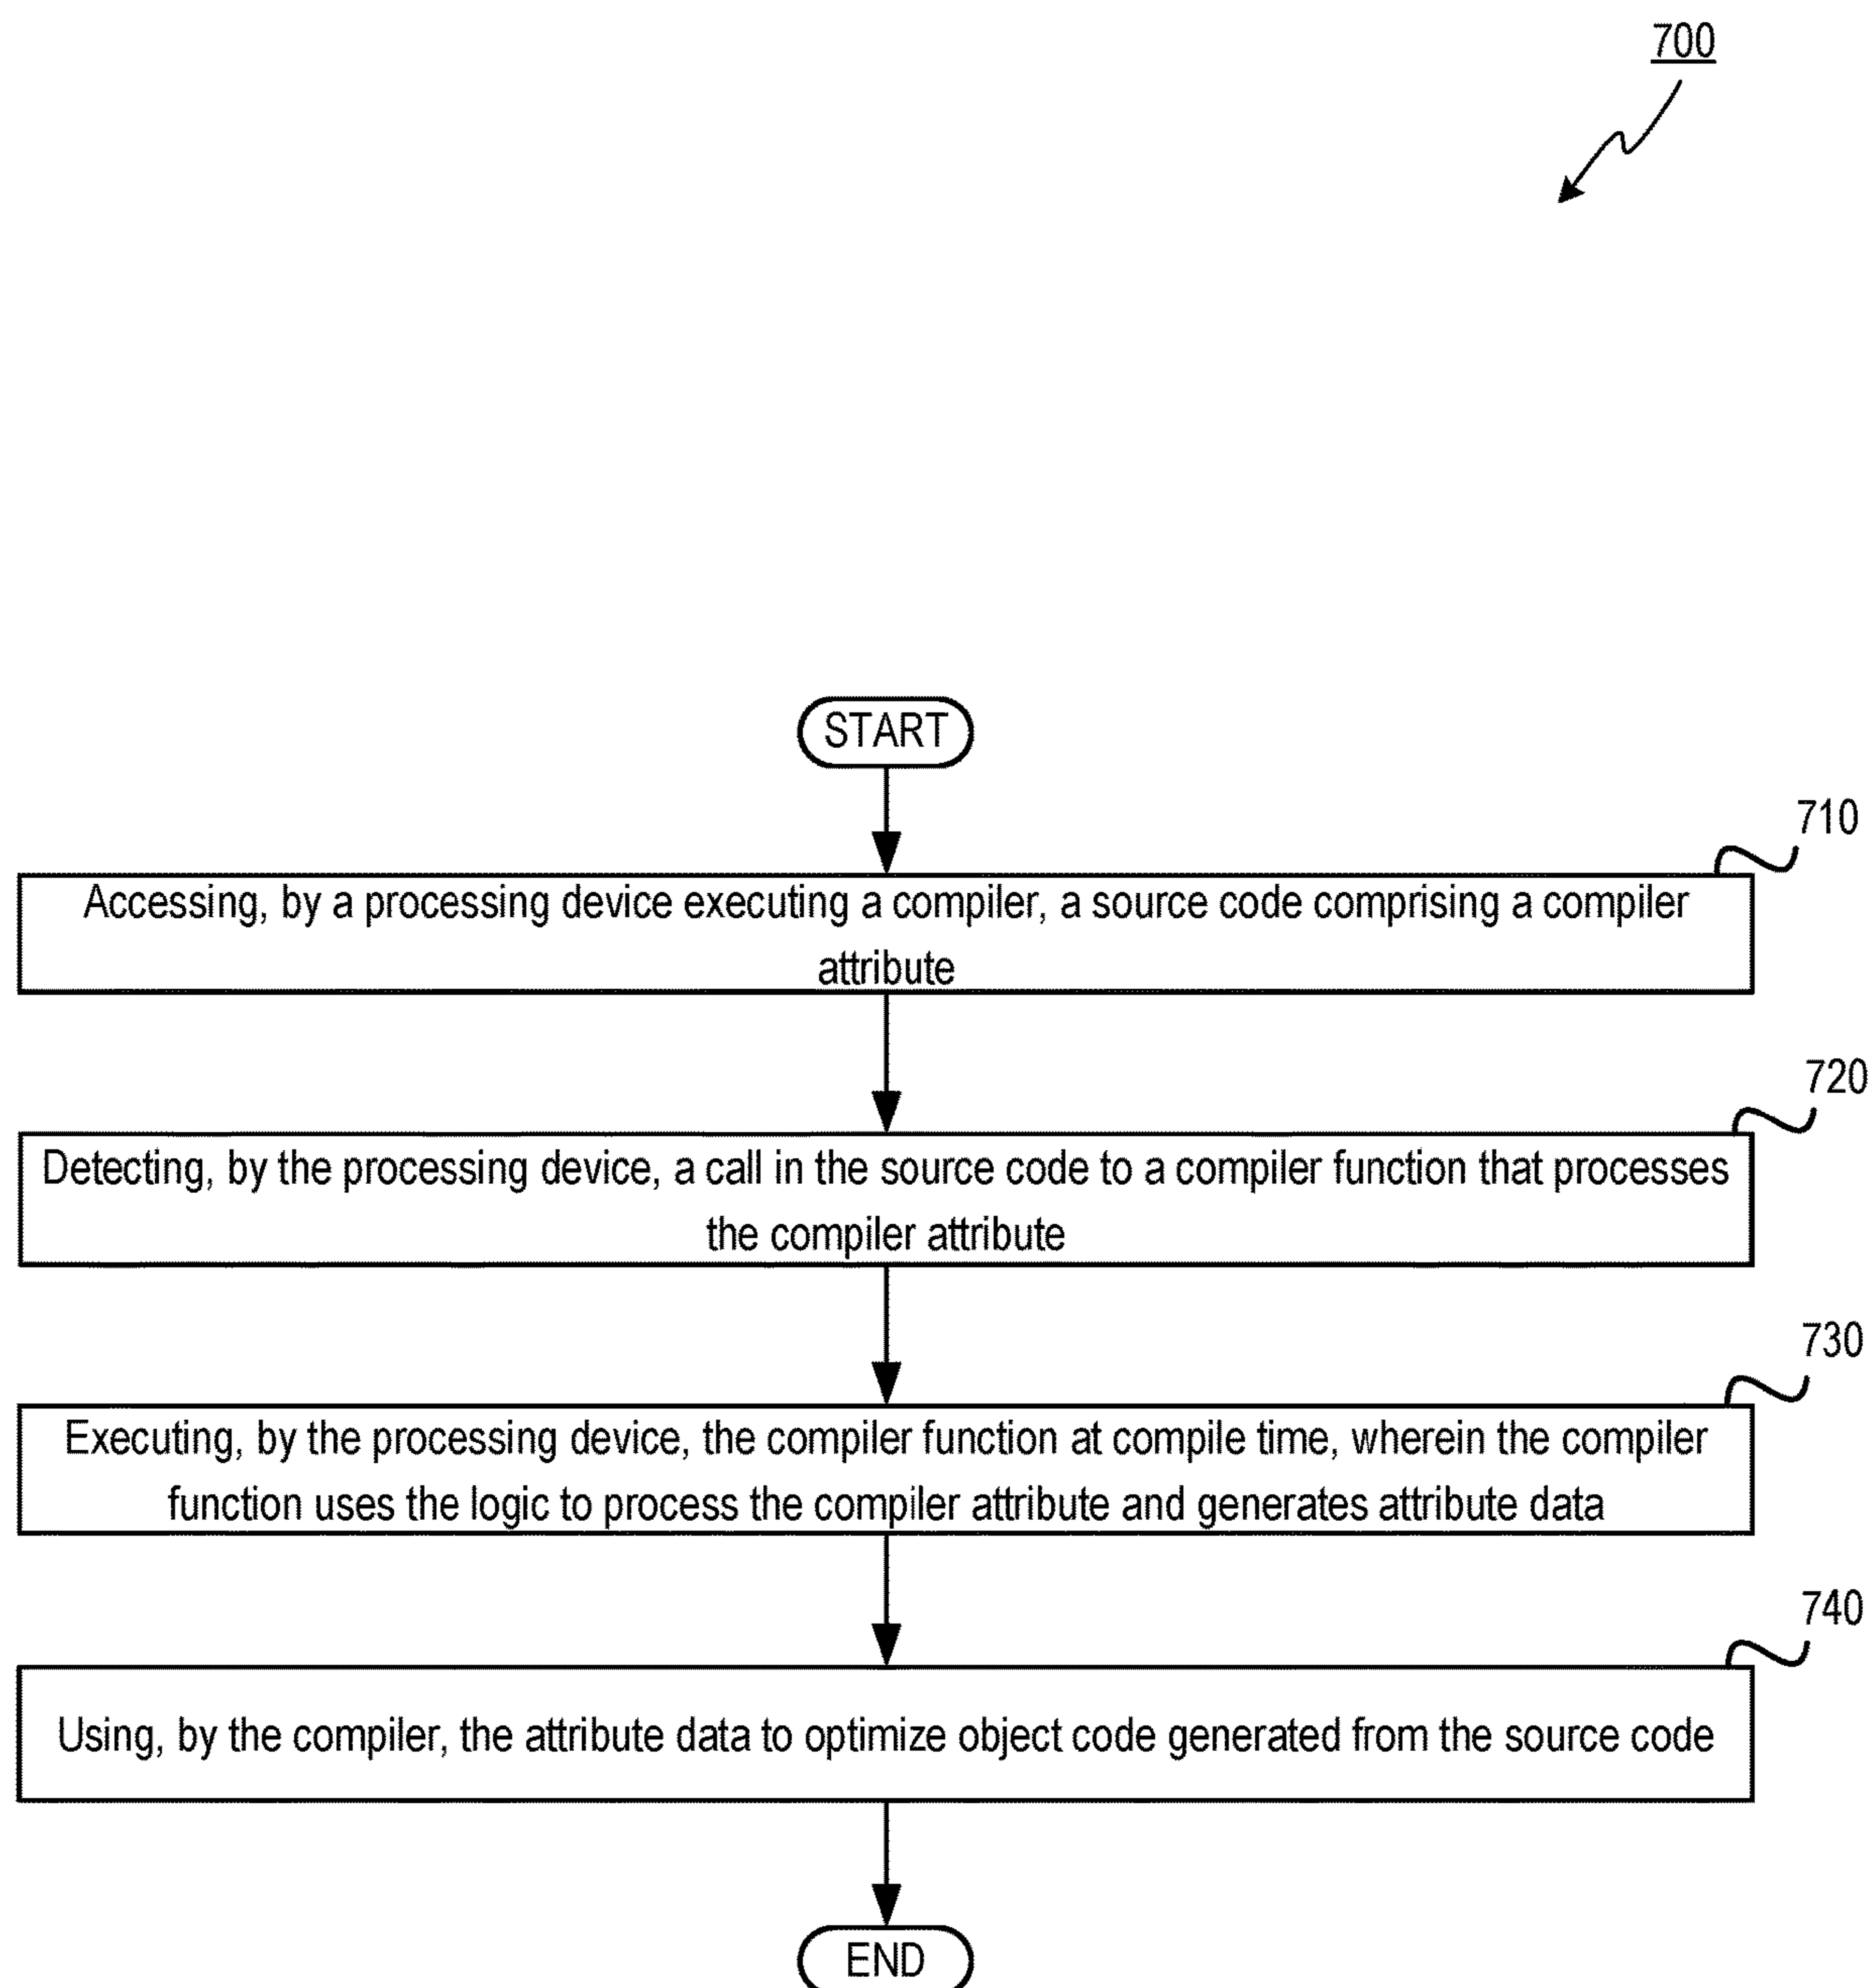 700
START
710
Accessing, by a processing device executing a compiler, a source code comprising a compiler
attribute
720
Detecting, by the processing device, a call in the source code to a compiler function that processes
the compiler attribute
730
Executing, by the processing device, the compiler function at compile time, wherein the compiler
function uses the logic to process the compiler attribute and generates attribute data
740
Using, by the compiler, the attribute data to optimize object code generated from the source code
END